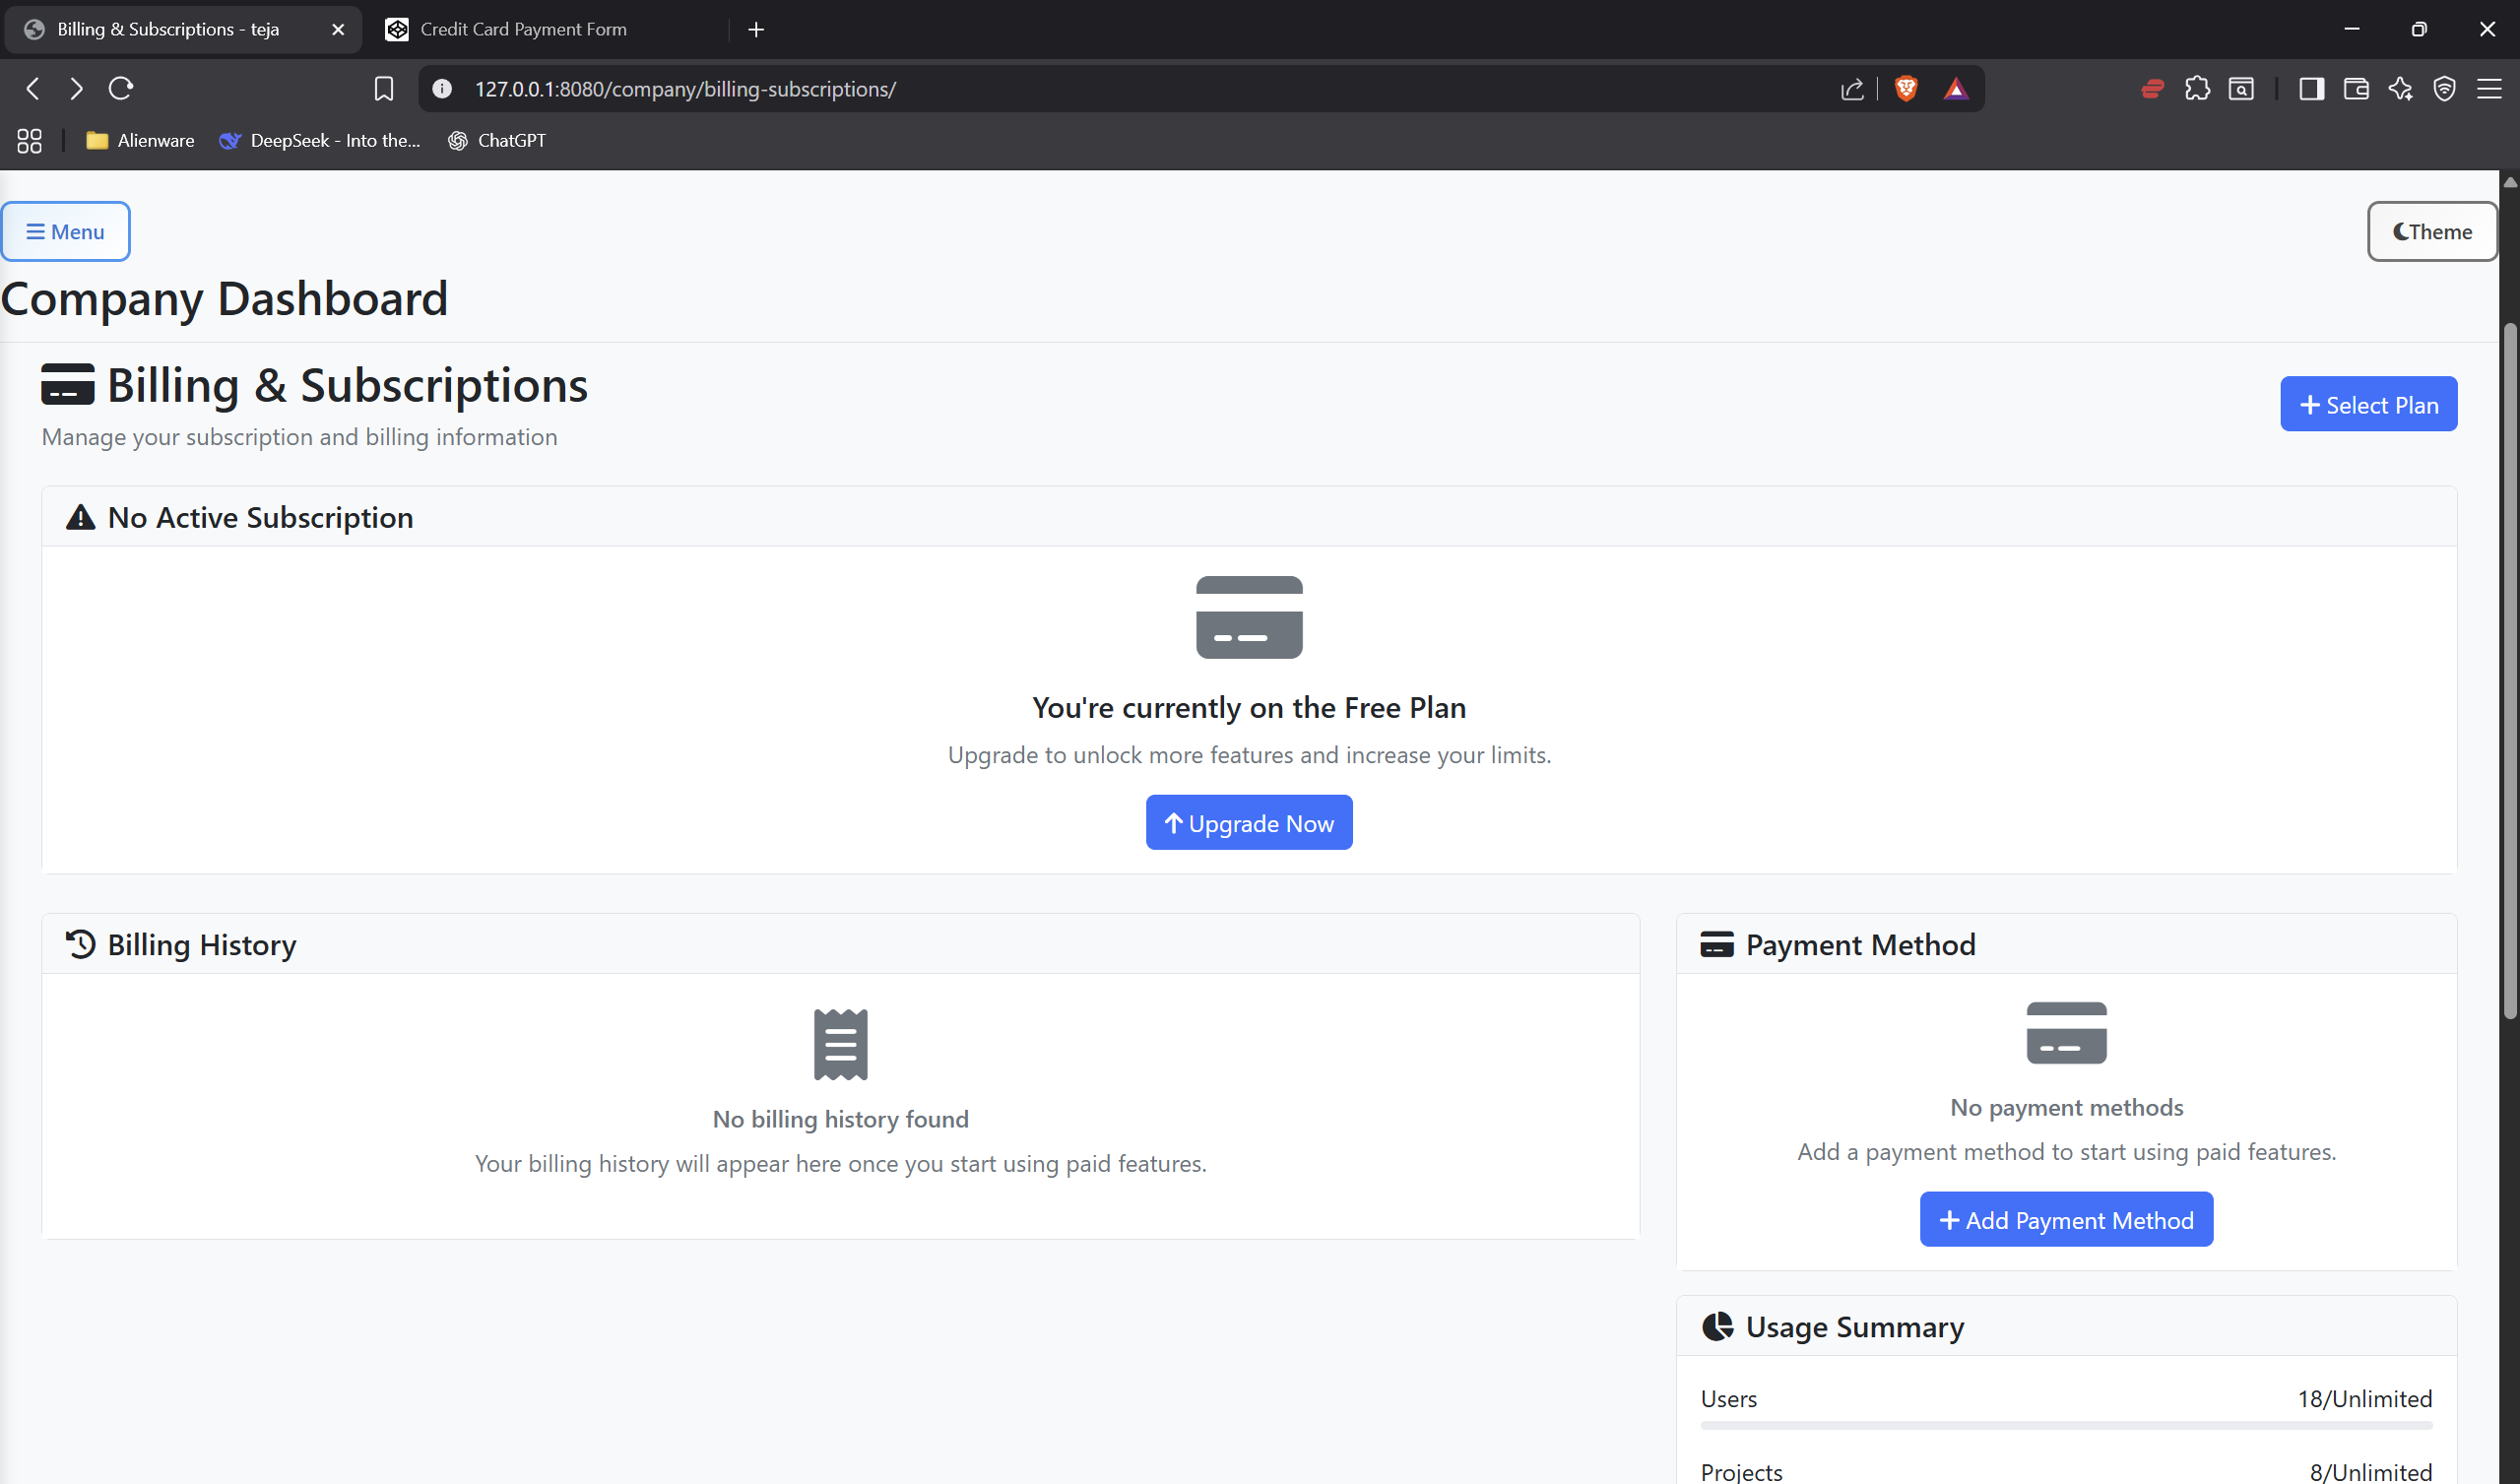 Billing & Subscriptions - teja
Credit Card Payment Form
127.0.0.1:8080/company/billing-subscriptions/
Alienware
DeepSeek - Into the...
ChatGPT
Menu
Theme
Company Dashboard
Billing & Subscriptions
Manage your subscription and billing information
Select Plan
No Active Subscription
You're currently on the Free Plan
Upgrade to unlock more features and increase your limits.
Upgrade Now
Billing History
No billing history found
Your billing history will appear here once you start using paid features.
Payment Method
No payment methods
Add a payment method to start using paid features.
Add Payment Method
Usage Summary
Users 18/Unlimited
Projects 8/Unlimited